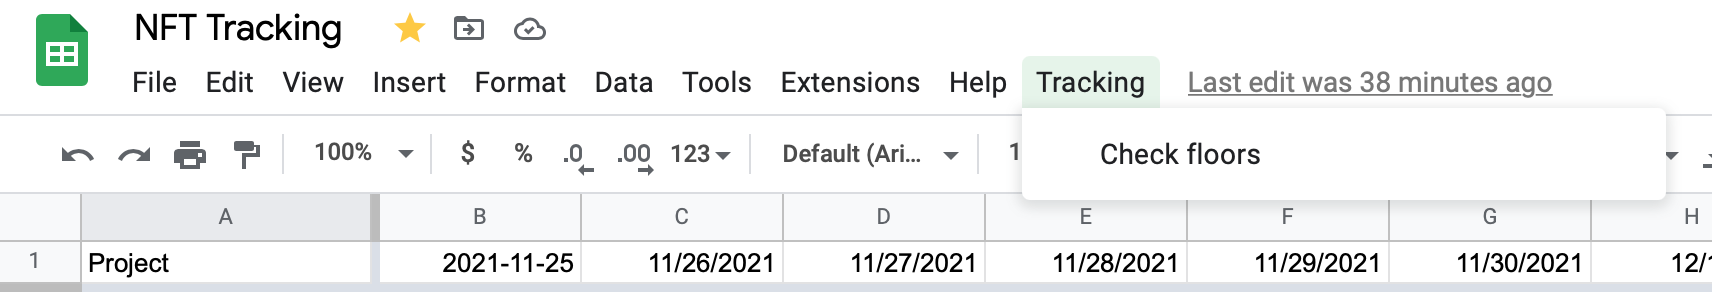 NFT Tracking
File Edit View Insert Format Data Tools Extensions Help Tracking Last edit was 38 minutes ago
100% $ % .0 .00 123 Default (Ari... 1
Check floors
A B C D E F G H
1 Project 2021-11-25 11/26/2021 11/27/2021 11/28/2021 11/29/2021 11/30/2021 12/